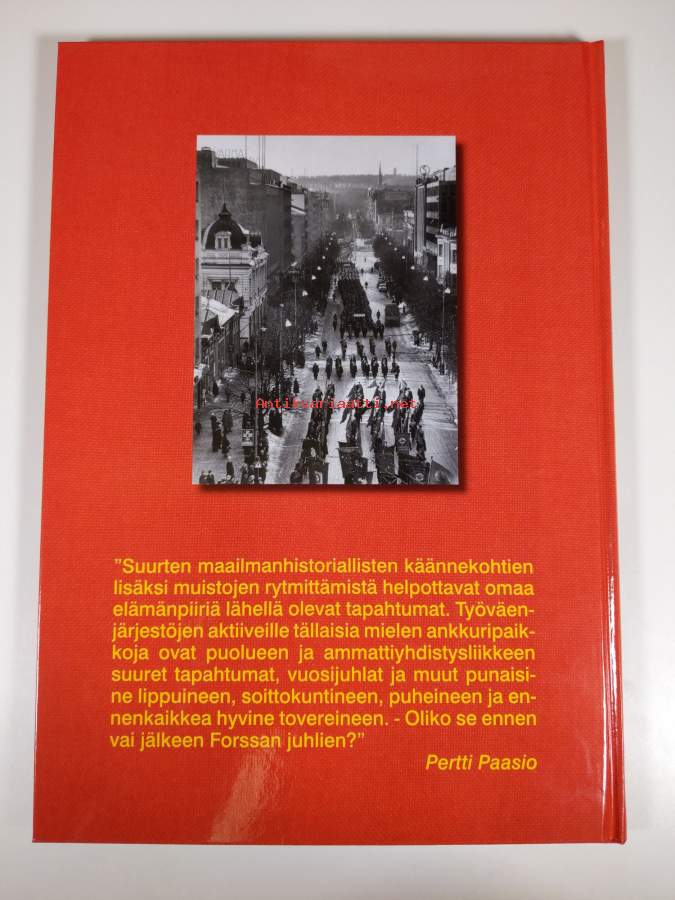 Antikvariaatti.net
”Suurten maailmanhistoriallisten käännekohtien
lisäksi muistojen rytmittämistä helpottavat omaa
elämänpiiriä lähellä olevat tapahtumat. Työväen-
järjestöjen aktiiveille tällaisia mielen ankkuripaik-
koja ovat puolueen ja ammattiyhdistysliikkeen
suuret tapahtumat, vuosijuhlat ja muut punaisi-
ne lippuineen, soittokuntineen, puheineen ja en-
nenkaikkea hyvine tovereineen. - Oliko se ennen
vai jälkeen Forssan juhlien?”
Pertti Paasio